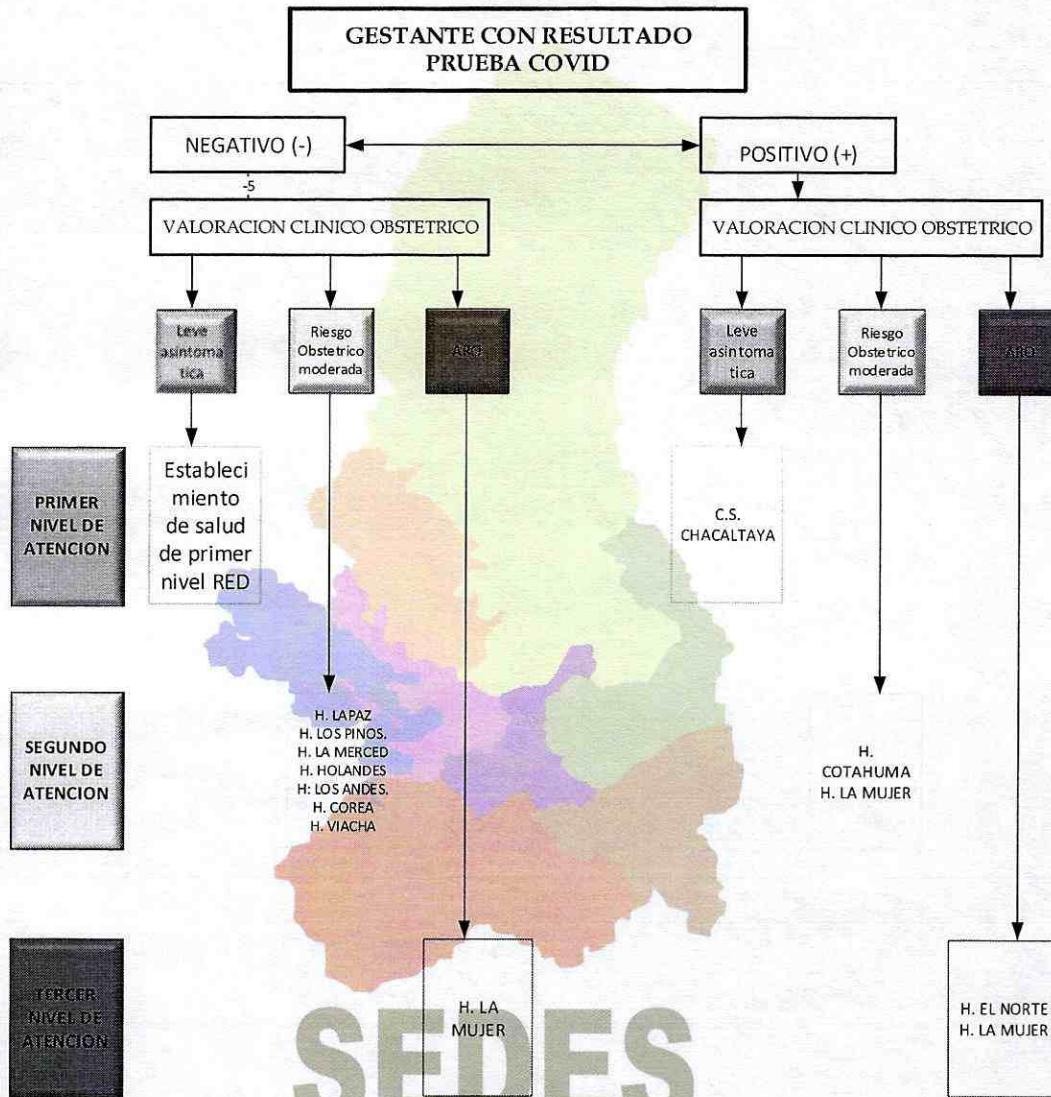 GESTANTE CON RESULTADO
PRUEBA COVID
NEGATIVO (-)
POSITIVO (+)
-5
VALORACION CLINICO OBSTETRICO
VALORACION CLINICO OBSTETRICO
Leve
asintoma
tica
Riesgo
Obstetrico
moderada
ARO
Leve
asintoma
tica
Riesgo
Obstetrico
moderada
ARO
PRIMER
NIVEL DE
ATENCION
Estableci
miento
de salud
de primer
nivel RED
C.S.
CHACALTAYA
SEGUNDO
NIVEL DE
ATENCION
H. LAPAZ
H. LOS PINOS.
H. LA MERCED
H. HOLANDES
H: LOS ANDES.
H. COREA
H. VIACHA
H.
COTAHUMA
H. LA MUJER
TERCER
NIVEL DE
ATENCION
H. LA
MUJER
H. EL NORTE
H. LA MUJER
SEDES